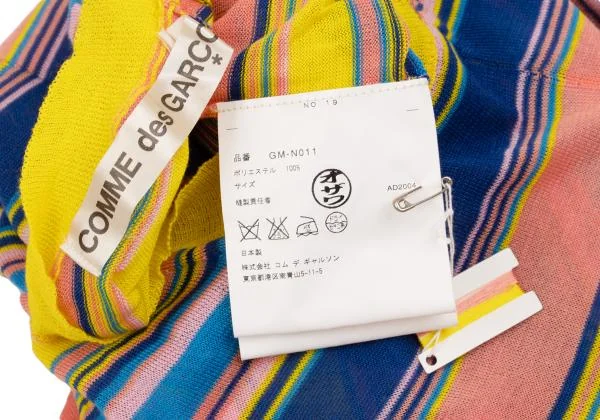 COMME des GARÇO
*
NO 19
品番 GM-N011
ポリエステル 100%
サイズ
縫製責任者
オザワ
AD2004
日本製
株式会社 コム デ ギャルソン
東京都港区南青山5-11-5